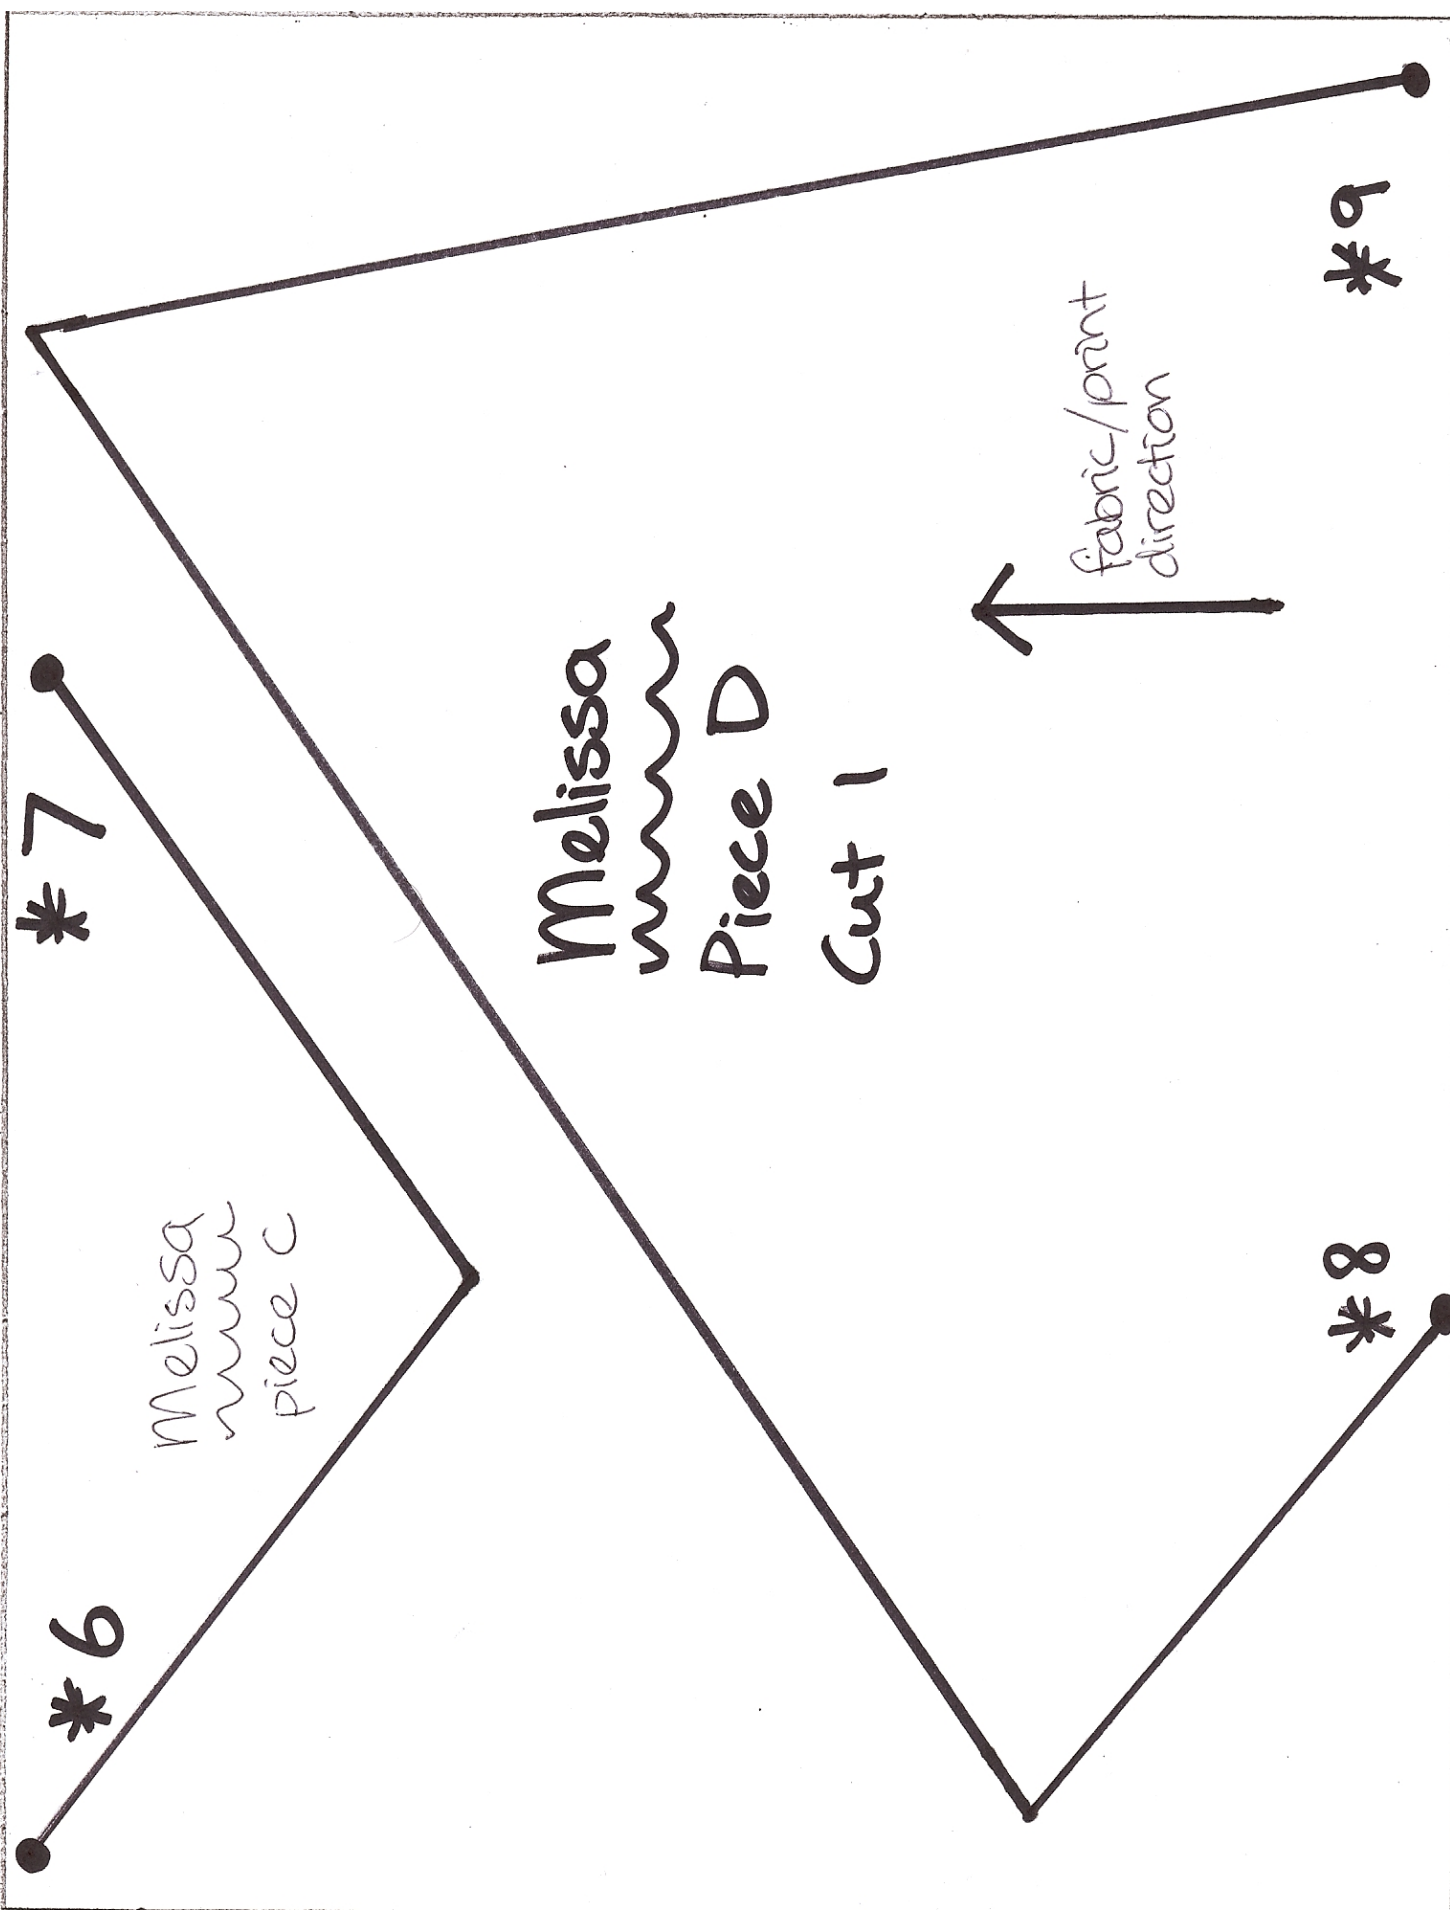 *6
*7
Melissa
piece C
Melissa
Piece D
Cut 1
fabric/print
direction
*8
*9